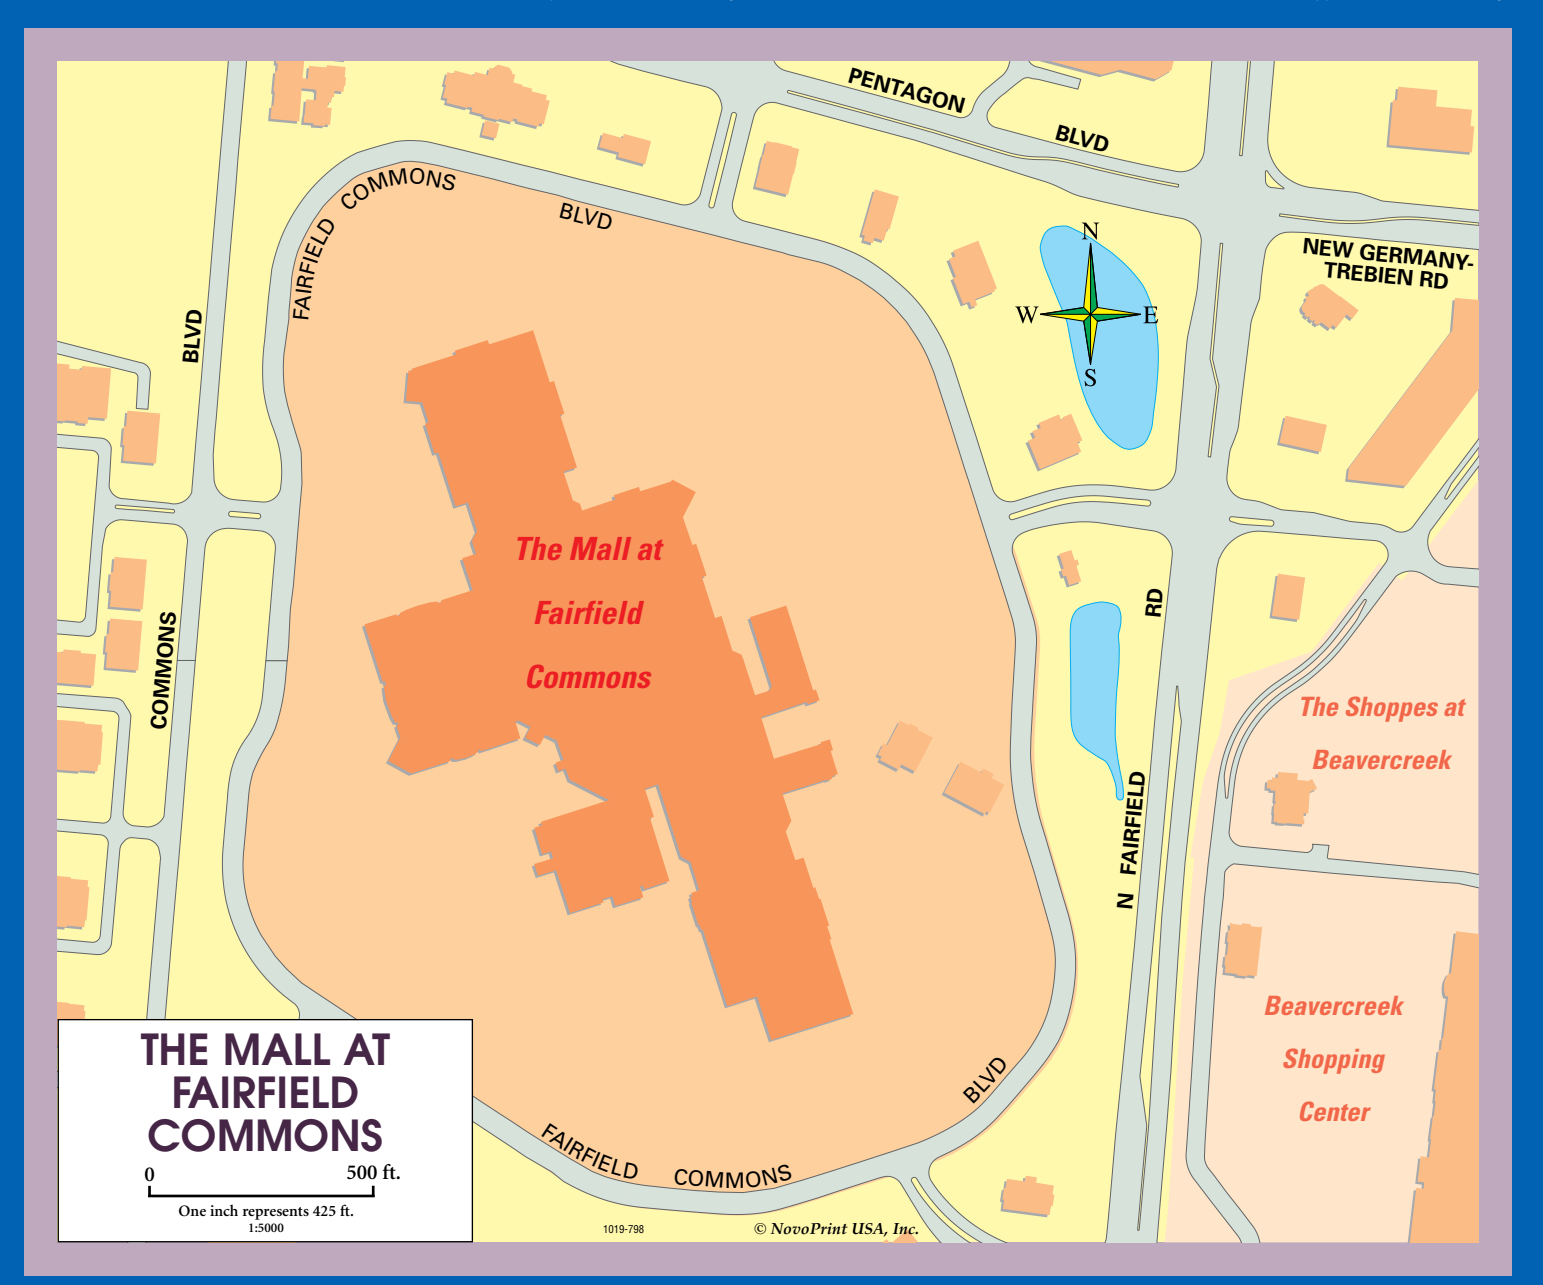 PENTAGON
BLVD
FAIRFIELD COMMONS
BLVD
N
W
E
S
NEW GERMANY-
TREBIEN RD
BLVD
COMMONS
The Mall at
Fairfield
Commons
RD
N FAIRFIELD
The Shoppes at
Beavercreek
Beavercreek
Shopping
Center
BLVD
FAIRFIELD COMMONS
THE MALL AT
FAIRFIELD
COMMONS
0 500 ft.
One inch represents 425 ft.
1:5000
1019-798
© NovoPrint USA, Inc.